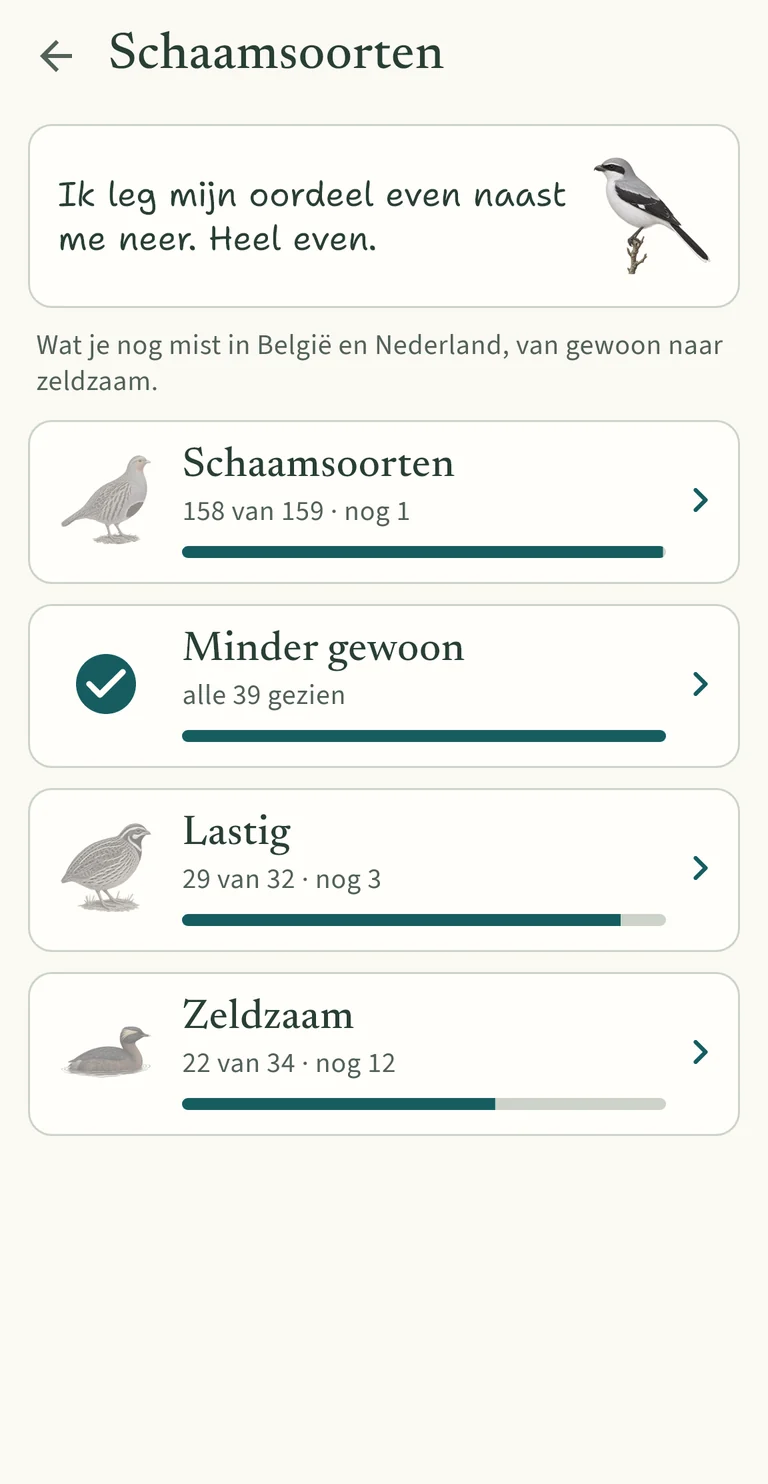 Schaamsoorten
Ik leg mijn oordeel even naast
me neer. Heel even.
Wat je nog mist in België en Nederland, van gewoon naar
zeldzaam.
Schaamsoorten
158 van 159 · nog 1
Minder gewoon
alle 39 gezien
Lastig
29 van 32 · nog 3
Zeldzaam
22 van 34 · nog 12